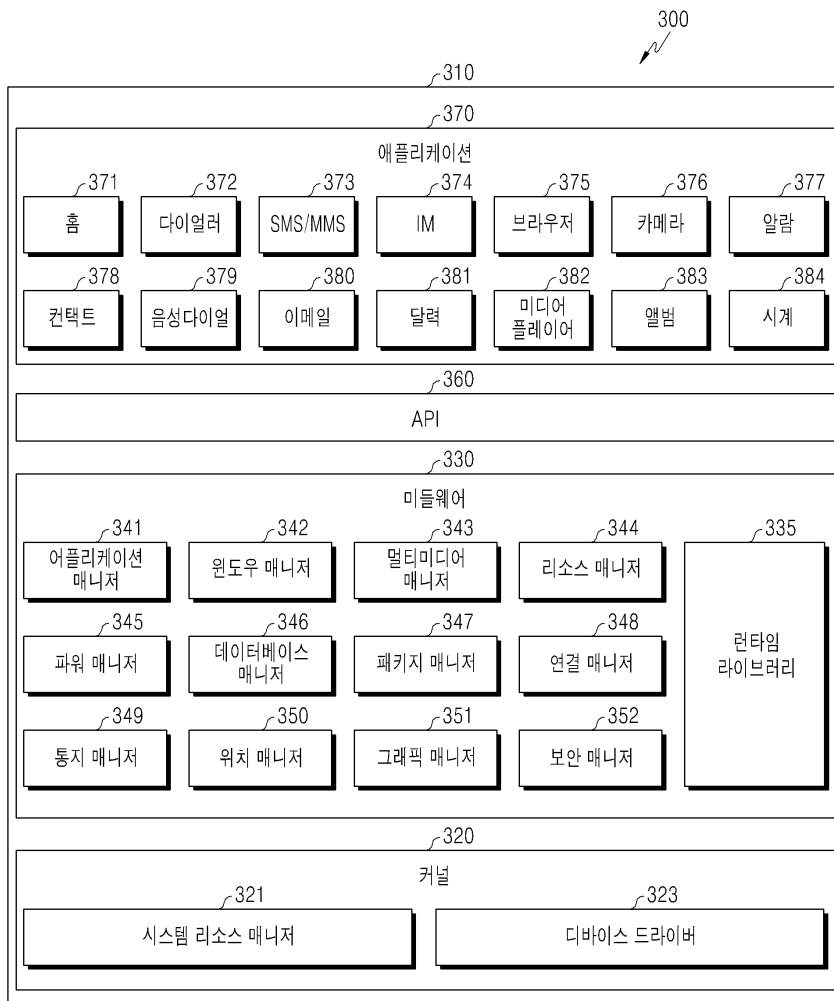 300
310
370
애플리케이션
371 372 373 374 375 376 377
홈 다이얼러 SMS/MMS IM 브라우저 카메라 알람
378 379 380 381 382 383 384
컨택트 음성다이얼 이메일 달력 미디어 플레이어 앨범 시계
360
API
330
미들웨어
341 342 343 344 335
어플리케이션 매니저 윈도우 매니저 멀티미디어 매니저 리소스 매니저
345 346 347 348
파워 매니저 데이터베이스 매니저 패키지 매니저 연결 매니저
런타임 라이브러리
349 350 351 352
통지 매니저 위치 매니저 그래픽 매니저 보안 매니저
320
커널
321 323
시스템 리소스 매니저 디바이스 드라이버